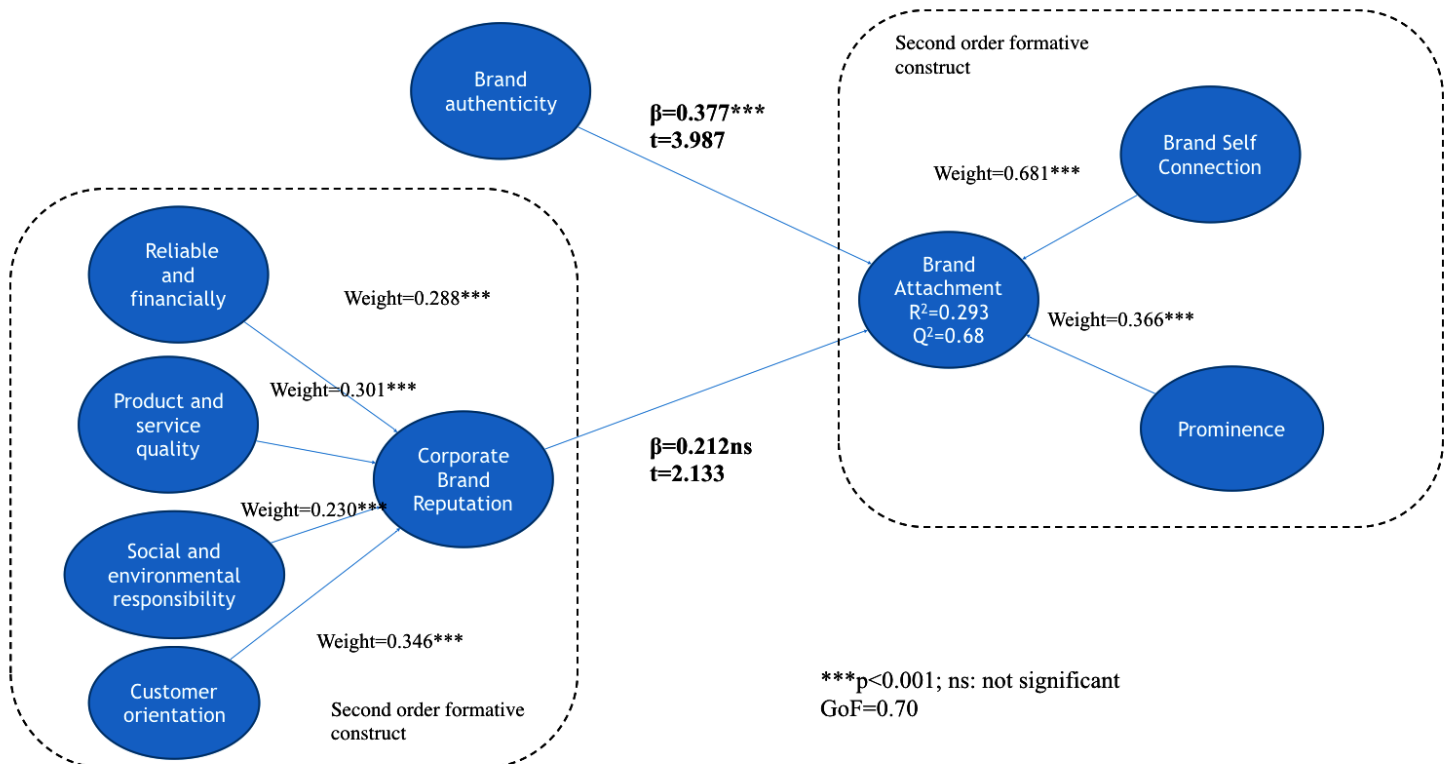 Second order formative
construct
Brand
authenticity
β=0.377***
t=3.987
Brand Self
Connection
Weight=0.681***
Reliable
and
financially
Brand
Attachment
R²=0.293
Q²=0.68
Weight=0.288***
Weight=0.366***
Weight=0.301***
Product and
service
quality
Prominence
Corporate
Brand
Reputation
β=0.212ns
t=2.133
Weight=0.230***
Social and
environmental
responsibility
Weight=0.346***
Customer
orientation
Second order formative
construct
***p<0.001; ns: not significant
GoF=0.70